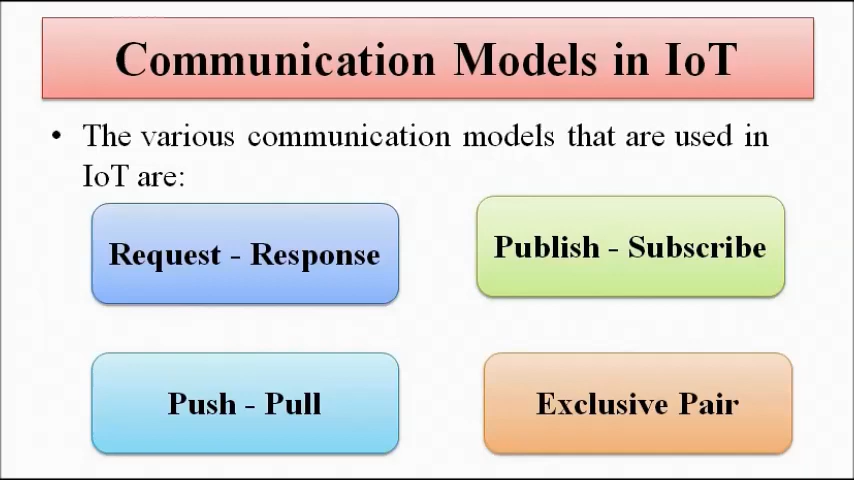 Communication Models in IoT
• The various communication models that are used in
IoT are:
Request - Response
Publish - Subscribe
Push - Pull
Exclusive Pair